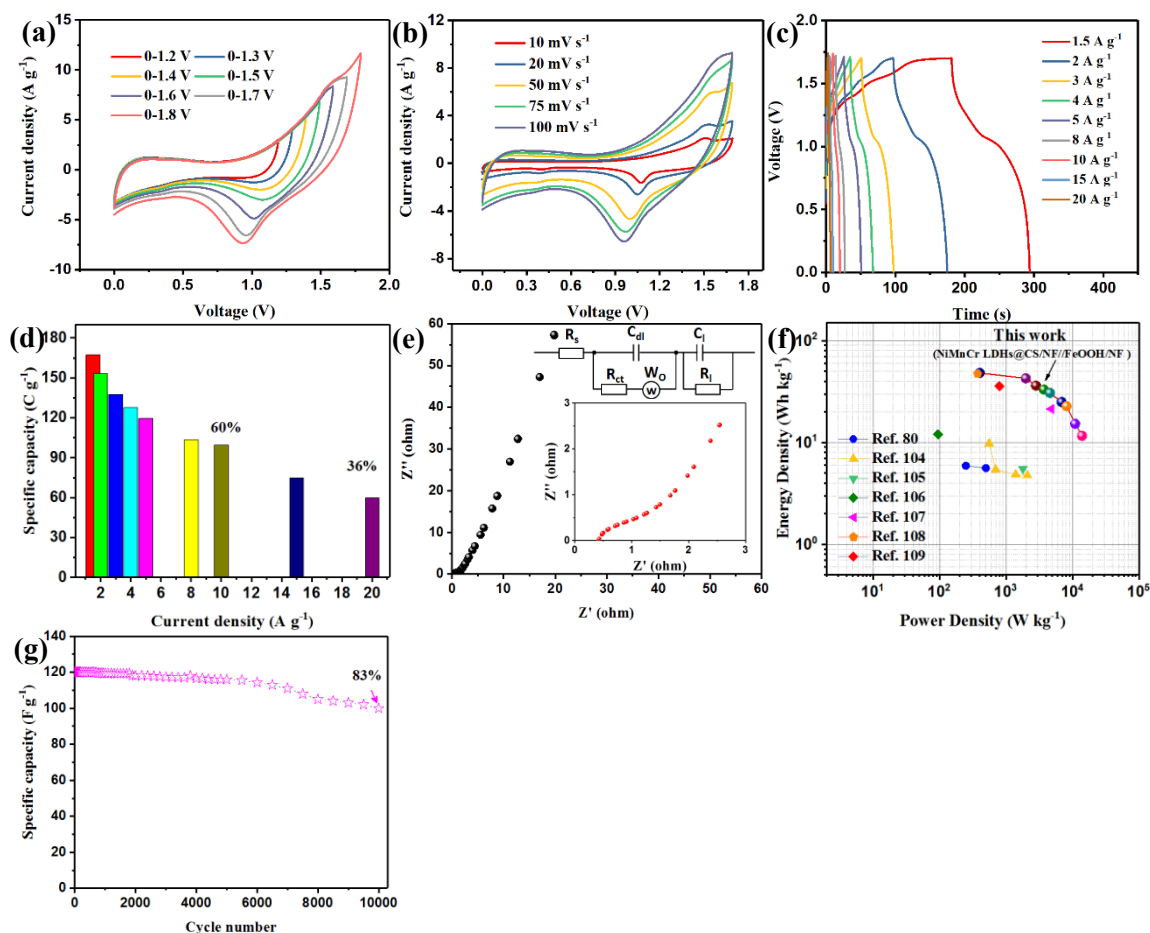 (a)
0-1.2 V 0-1.3 V
0-1.4 V 0-1.5 V
0-1.6 V 0-1.7 V
0-1.8 V
Current density (A g-1)
15
10
5
0
-5
-10
0.0 0.5 1.0 1.5 2.0
Voltage (V)
(b)
10 mV s-1
20 mV s-1
50 mV s-1
75 mV s-1
100 mV s-1
Current density (A g-1)
12
8
4
0
-4
-8
0.0 0.3 0.6 0.9 1.2 1.5 1.8
Voltage (V)
(c)
1.5 A g-1
2 A g-1
3 A g-1
4 A g-1
5 A g-1
8 A g-1
10 A g-1
15 A g-1
20 A g-1
Voltage (V)
2.0
1.5
1.0
0.5
0.0
0 100 200 300 400
Time (s)
(d)
Specific capacity (C g-1)
180
150
120
90
60
30
0
60%
36%
2 4 6 8 10 12 14 16 18 20
Current density (A g-1)
(e)
Rs Cdl Cl
Rct WO Rl
W
Z'' (ohm)
60
50
40
30
20
10
0
0 10 20 30 40 50 60
Z' (ohm)
Z'' (ohm)
3
2
1
0
0 1 2 3
Z' (ohm)
(f)
This work
(NiMnCr LDHs@CS/NF//FeOOH/NF )
Ref. 80
Ref. 104
Ref. 105
Ref. 106
Ref. 107
Ref. 108
Ref. 109
Energy Density (Wh kg-1)
102
101
100
101 102 103 104 105
Power Density (W kg-1)
(g)
Specific capacity (F g-1)
140
120
100
80
60
40
20
0
83%
0 2000 4000 6000 8000 10000
Cycle number